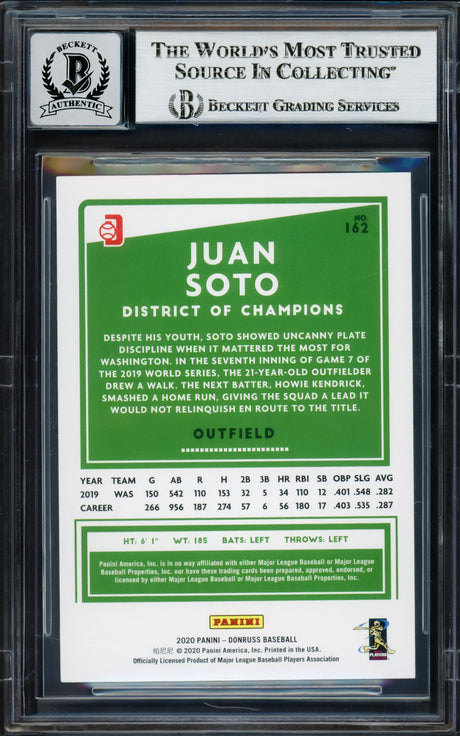 BECKETT
B
AUTHENTIC
THE WORLD'S MOST TRUSTED
SOURCE IN COLLECTING™
B BECKETT GRADING SERVICES
D
NO.
162
JUAN
SOTO
DISTRICT OF CHAMPIONS
DESPITE HIS YOUTH, SOTO SHOWED UNCANNY PLATE
DISCIPLINE WHEN IT MATTERED THE MOST FOR
WASHINGTON. IN THE SEVENTH INNING OF GAME 7 OF
THE 2019 WORLD SERIES, THE 21-YEAR-OLD OUTFIELDER
DREW A WALK. THE NEXT BATTER, HOWIE KENDRICK,
SMASHED A HOME RUN, GIVING THE SQUAD A LEAD IT
WOULD NOT RELINQUISH EN ROUTE TO THE TITLE.
OUTFIELD
YEAR TEAM G AB R H 2B 3B HR RBI SB OBP SLG AVG
2019 WAS 150 542 110 153 32 5 34 110 12 .401 .548 .282
CAREER 266 956 187 274 57 6 56 180 17 .403 .535 .287
HT: 6' 1" WT: 185 BATS: LEFT THROWS: LEFT
Panini America, Inc. is in no way affiliated with either Major League Baseball or Major League
Baseball Properties, Inc. nor have these trading cards been prepared, approved, endorsed, or
licensed by either Major League Baseball or Major League Baseball Properties, Inc.
PANINI
2020 PANINI – DONRUSS BASEBALL
帕尼尼 © 2020 Panini America, Inc. Printed in the USA.
Officially Licensed Product of Major League Baseball Players Association
PLAYERS